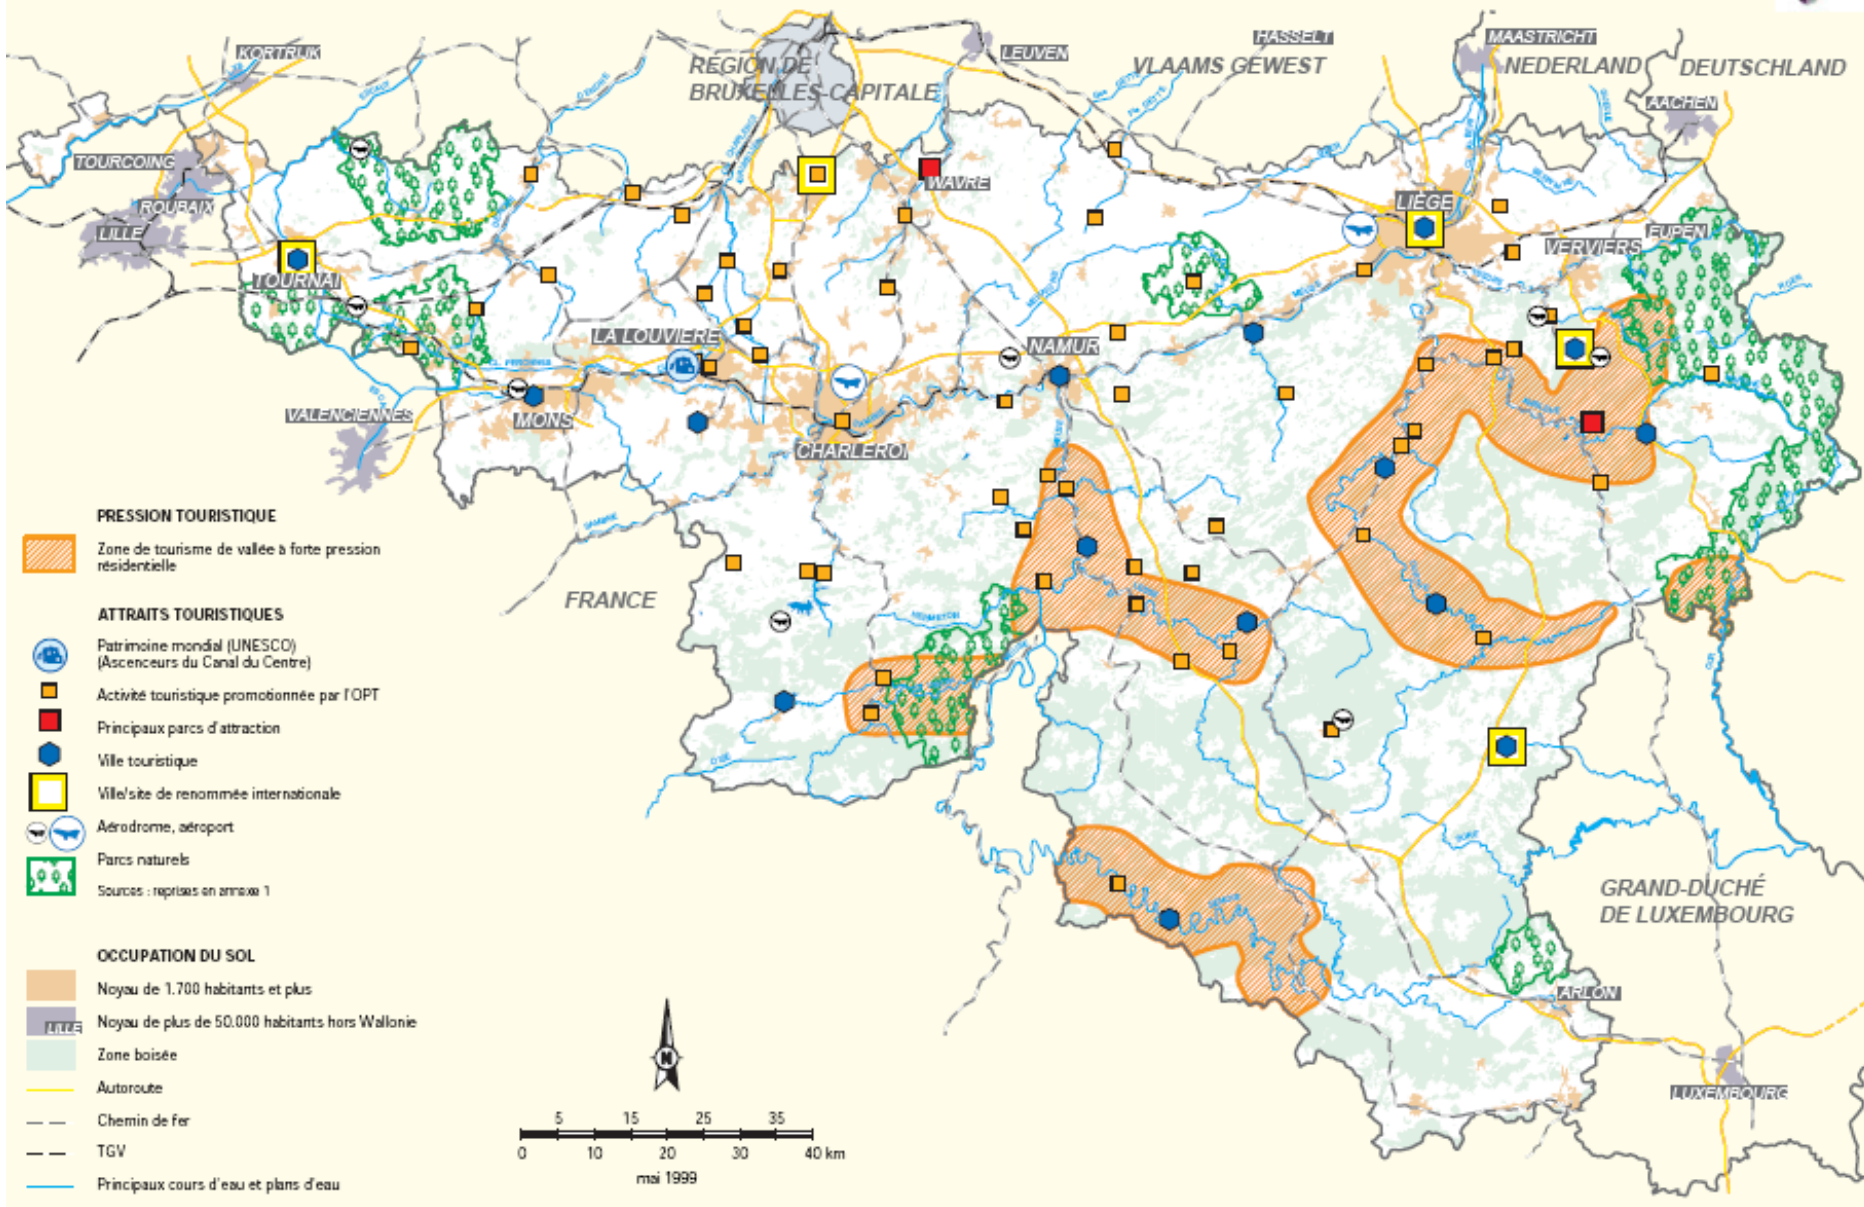 KORTRIJK
LEUVEN
HASSELT
MAASTRICHT
REGION DE
BRUXELLES-CAPITALE
VLAAMS GEWEST
NEDERLAND
DEUTSCHLAND
AACHEN
TOURCOING
ROUBAIX
LILLE
WAVRE
LIÈGE
EUPEN
VERVIERS
TOURNAI
LA LOUVIERE
NAMUR
VALENCIENNES
MONS
CHARLEROI
FRANCE
GRAND-DUCHÉ
DE LUXEMBOURG
ARLON
LUXEMBOURG
MEUSE
SAMBRE
HERMETON
PRESSION TOURISTIQUE
Zone de tourisme de vallée à forte pression
résidentielle
ATTRAITS TOURISTIQUES
Patrimoine mondial (UNESCO)
(Ascenceurs du Canal du Centre)
Activité touristique promotionnée par l'OPT
Principaux parcs d'attraction
Ville touristique
Ville/site de renommée internationale
Aérodrome, aéroport
Parcs naturels
Sources : reprises en annexe 1
OCCUPATION DU SOL
Noyau de 1.700 habitants et plus
LILLE Noyau de plus de 50.000 habitants hors Wallonie
Zone boisée
Autoroute
Chemin de fer
TGV
Principaux cours d'eau et plans d'eau
N
5 15 25 35
0 10 20 30 40 km
mai 1999